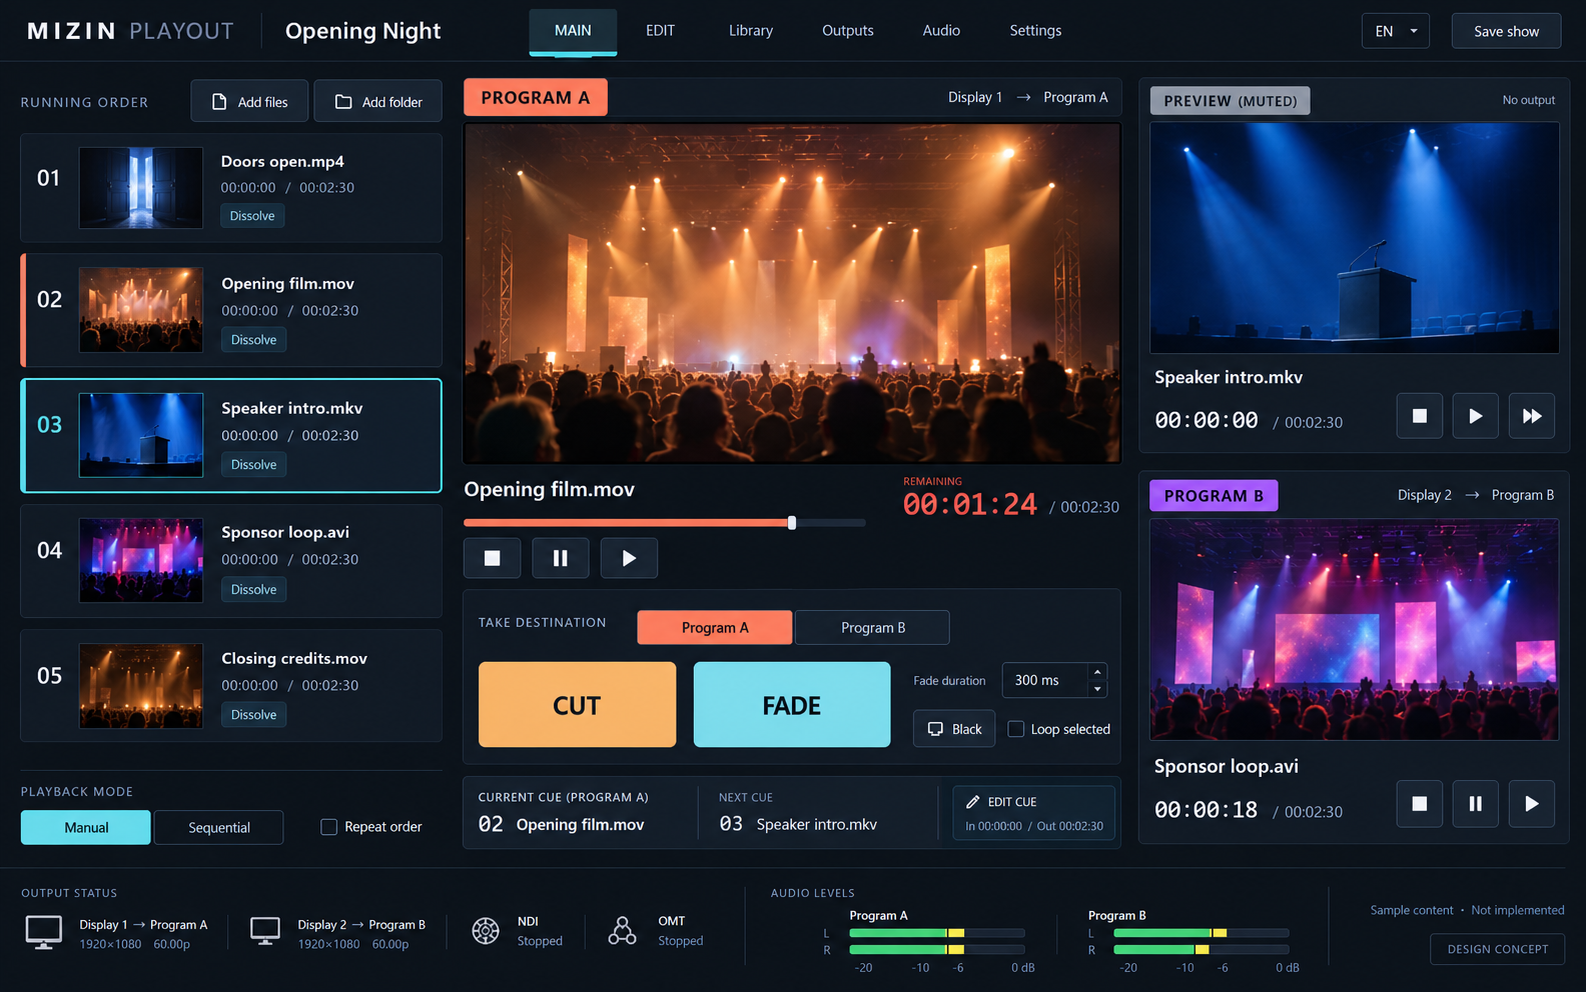 MIZIN PLAYOUT
Opening Night
MAIN
EDIT
Library
Outputs
Audio
Settings
EN
Save show
RUNNING ORDER
Add files
Add folder
01
Doors open.mp4
00:00:00 / 00:02:30
Dissolve
02
Opening film.mov
00:00:00 / 00:02:30
Dissolve
03
Speaker intro.mkv
00:00:00 / 00:02:30
Dissolve
04
Sponsor loop.avi
00:00:00 / 00:02:30
Dissolve
05
Closing credits.mov
00:00:00 / 00:02:30
Dissolve
PLAYBACK MODE
Manual
Sequential
Repeat order
PROGRAM A
Display 1 → Program A
Opening film.mov
REMAINING
00:01:24 / 00:02:30
TAKE DESTINATION
Program A
Program B
CUT
FADE
Fade duration
300 ms
Black
Loop selected
CURRENT CUE (PROGRAM A)
02 Opening film.mov
NEXT CUE
03 Speaker intro.mkv
EDIT CUE
In 00:00:00 / Out 00:02:30
PREVIEW (MUTED)
No output
Speaker intro.mkv
00:00:00 / 00:02:30
PROGRAM B
Display 2 → Program B
Sponsor loop.avi
00:00:18 / 00:02:30
OUTPUT STATUS
Display 1 → Program A
1920×1080 60.00p
Display 2 → Program B
1920×1080 60.00p
NDI
Stopped
OMT
Stopped
AUDIO LEVELS
Program A
L
R
-20 -10 -6 0 dB
Program B
L
R
-20 -10 -6 0 dB
Sample content • Not implemented
DESIGN CONCEPT